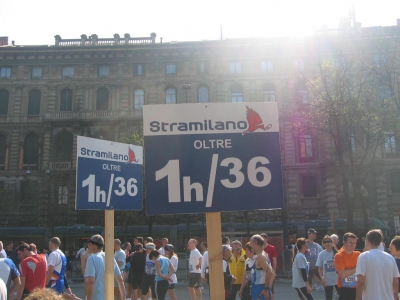 Stramilano
OLTRE
1h/36
Stramilano
OLTRE
1h/36